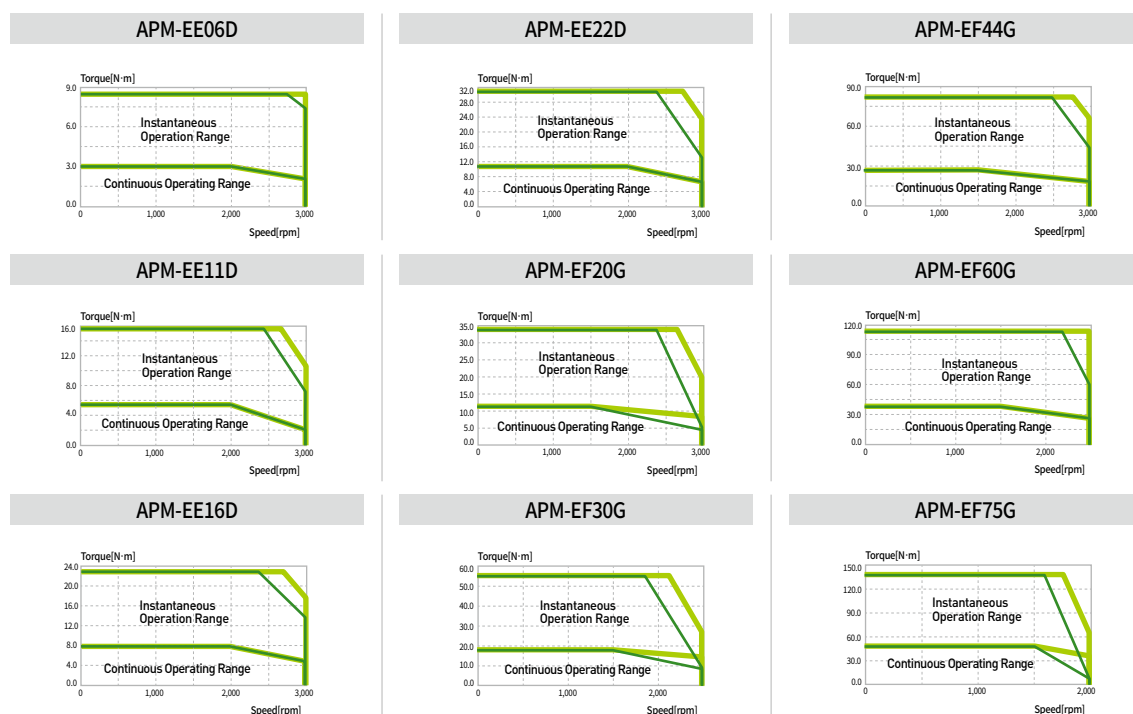 APM-EE06D
Torque[N·m]
9.0
6.0
3.0
0.0
Instantaneous
Operation Range
Continuous Operating Range
0 1,000 2,000 3,000
Speed[rpm]
APM-EE22D
Torque[N·m]
32.0
28.0
24.0
20.0
16.0
12.0
8.0
4.0
0.0
Instantaneous
Operation Range
Continuous Operating Range
0 1,000 2,000 3,000
Speed[rpm]
APM-EF44G
Torque[N·m]
90.0
60.0
30.0
0.0
Instantaneous
Operation Range
Continuous Operating Range
0 1,000 2,000 3,000
Speed[rpm]
APM-EE11D
Torque[N·m]
16.0
12.0
8.0
4.0
0.0
Instantaneous
Operation Range
Continuous Operating Range
0 1,000 2,000 3,000
Speed[rpm]
APM-EF20G
Torque[N·m]
35.0
30.0
25.0
20.0
15.0
10.0
5.0
0.0
Instantaneous
Operation Range
Continuous Operating Range
0 1,000 2,000 3,000
Speed[rpm]
APM-EF60G
Torque[N·m]
120.0
90.0
60.0
30.0
0.0
Instantaneous
Operation Range
Continuous Operating Range
0 1,000 2,000
Speed[rpm]
APM-EE16D
Torque[N·m]
24.0
20.0
16.0
12.0
8.0
4.0
0.0
Instantaneous
Operation Range
Continuous Operating Range
0 1,000 2,000 3,000
Speed[rpm]
APM-EF30G
Torque[N·m]
60.0
50.0
40.0
30.0
20.0
10.0
0.0
Instantaneous
Operation Range
Continuous Operating Range
0 1,000 2,000
Speed[rpm]
APM-EF75G
Torque[N·m]
150.0
120.0
90.0
60.0
30.0
0.0
Instantaneous
Operation Range
Continuous Operating Range
0 1,000 2,000
Speed[rpm]